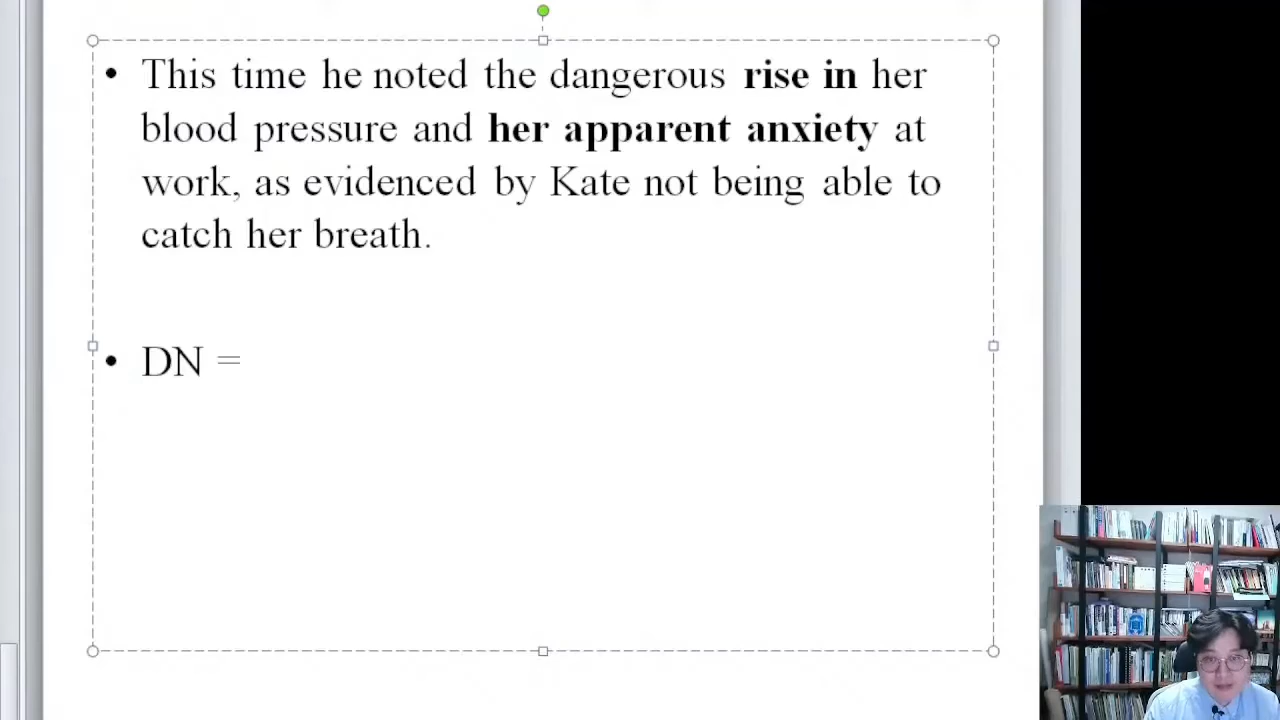 • This time he noted the dangerous rise in her
blood pressure and her apparent anxiety at
work, as evidenced by Kate not being able to
catch her breath.
• DN =